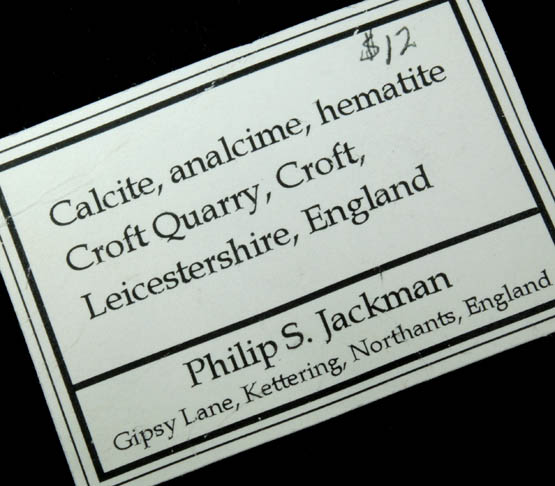 $12
Calcite, analcime, hematite
Croft Quarry, Croft,
Leicestershire, England
Philip S. Jackman
Gipsy Lane, Kettering, Northants, England